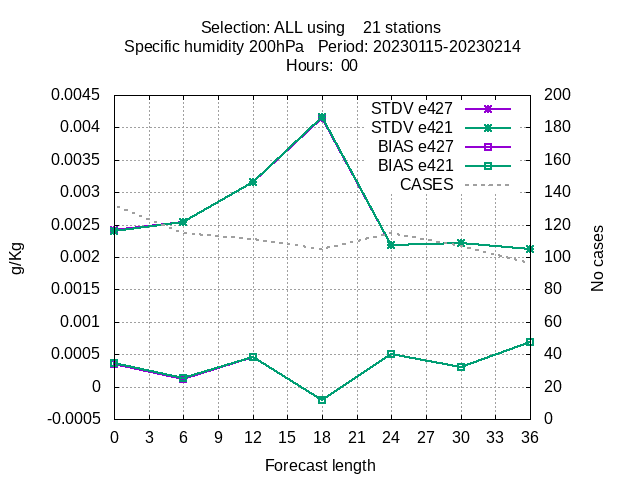 Selection: ALL using    21 stations
Specific humidity 200hPa   Period: 20230115-20230214
Hours:  00
0.0045
0.004
0.0035
0.003
0.0025
0.002
0.0015
0.001
0.0005
0
-0.0005
g/Kg
STDV e427
STDV e421
BIAS e427
BIAS e421
CASES
200
180
160
140
120
100
80
60
40
20
0
No cases
0 3 6 9 12 15 18 21 24 27 30 33 36
Forecast length